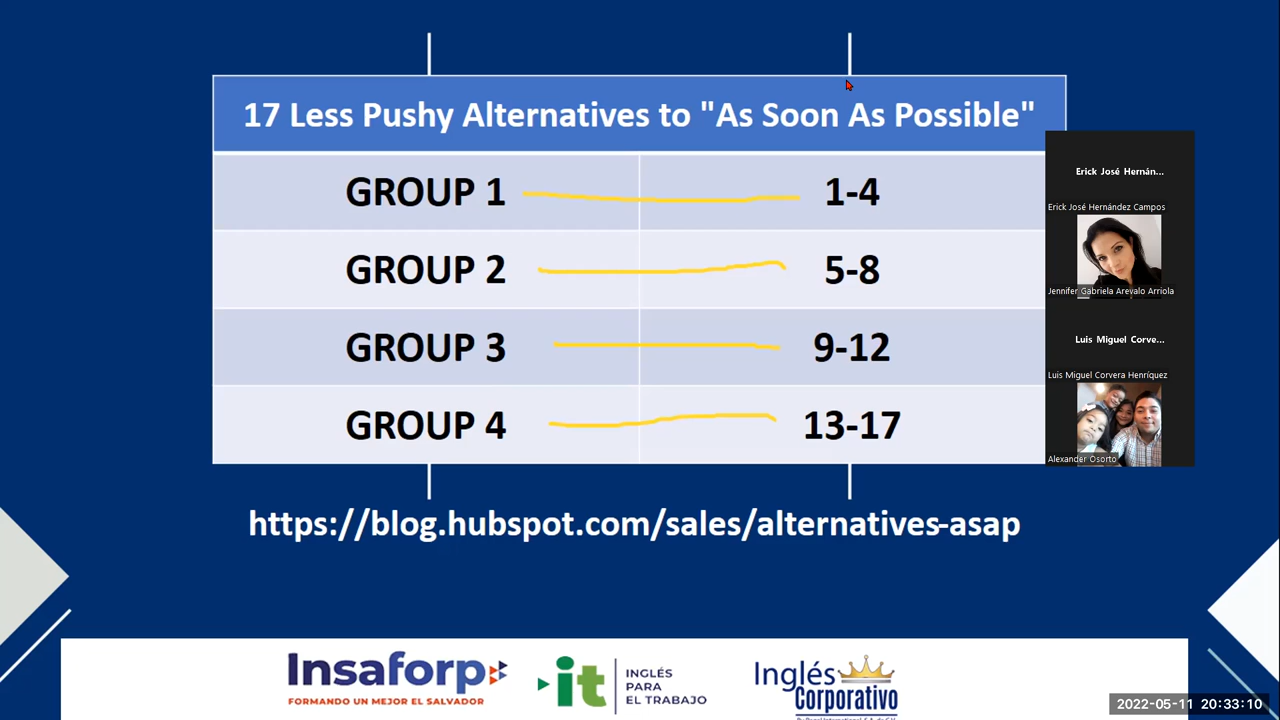 17 Less Pushy Alternatives to "As Soon As Possible"
GROUP 1 1-4
GROUP 2 5-8
GROUP 3 9-12
GROUP 4 13-17
https://blog.hubspot.com/sales/alternatives-asap
Erick José Hernán...
Erick José Hernández Campos
Jennifer Gabriela Arevalo Arriola
Luis Miguel Corve...
Luis Miguel Corvera Henríquez
Alexander Osorto
Insaforp
FORMANDO UN MEJOR EL SALVADOR
it
INGLÉS
PARA
EL TRABAJO
Inglés
Corporativo
2022-05-11 20:33:10